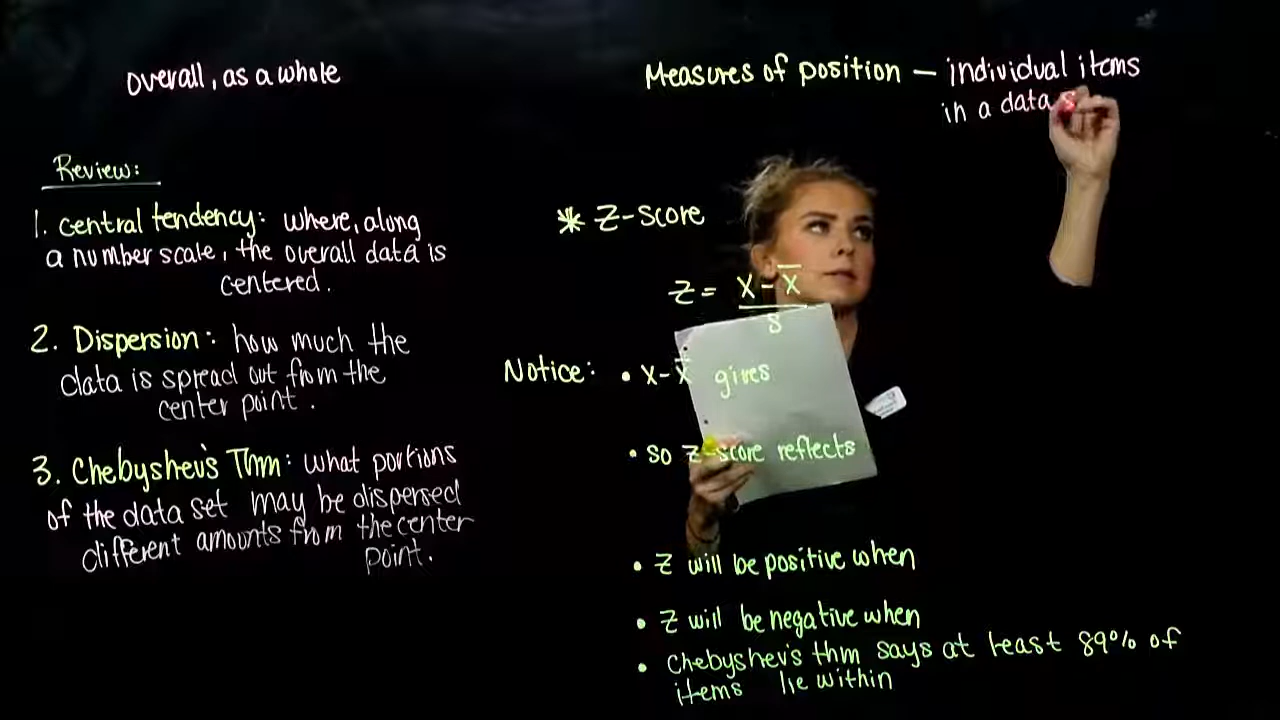 overall, as a whole
Review:
1. central tendency: where, along
a number scale, the overall data is
centered.
2. Dispersion: how much the
data is spread out from the
center point.
3. Chebyshev's Thm: what portions
of the data set may be dispersed
different amounts from the center
point.
Measures of position — individual items
in a data s
* Z-score
Z = x - x̄
s
Notice: • x - x̄ gives
• so z-score reflects
• Z will be positive when
• Z will be negative when
• Chebyshev's thm says at least 89% of
items lie within